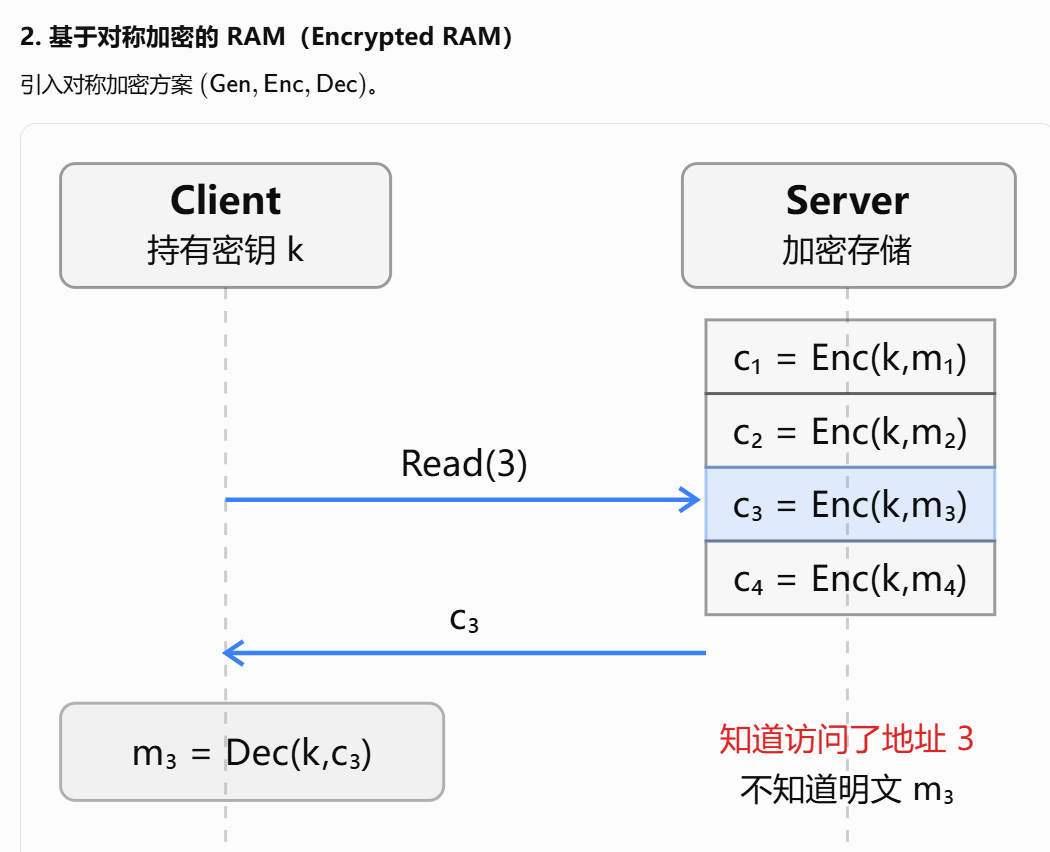 2. 基于对称加密的 RAM（Encrypted RAM）
引入对称加密方案 (Gen, Enc, Dec)。
Client
持有密钥 k
Server
加密存储
c₁ = Enc(k,m₁)
c₂ = Enc(k,m₂)
Read(3)
c₃ = Enc(k,m₃)
c₄ = Enc(k,m₄)
c₃
m₃ = Dec(k,c₃)
知道访问了地址 3
不知道明文 m₃